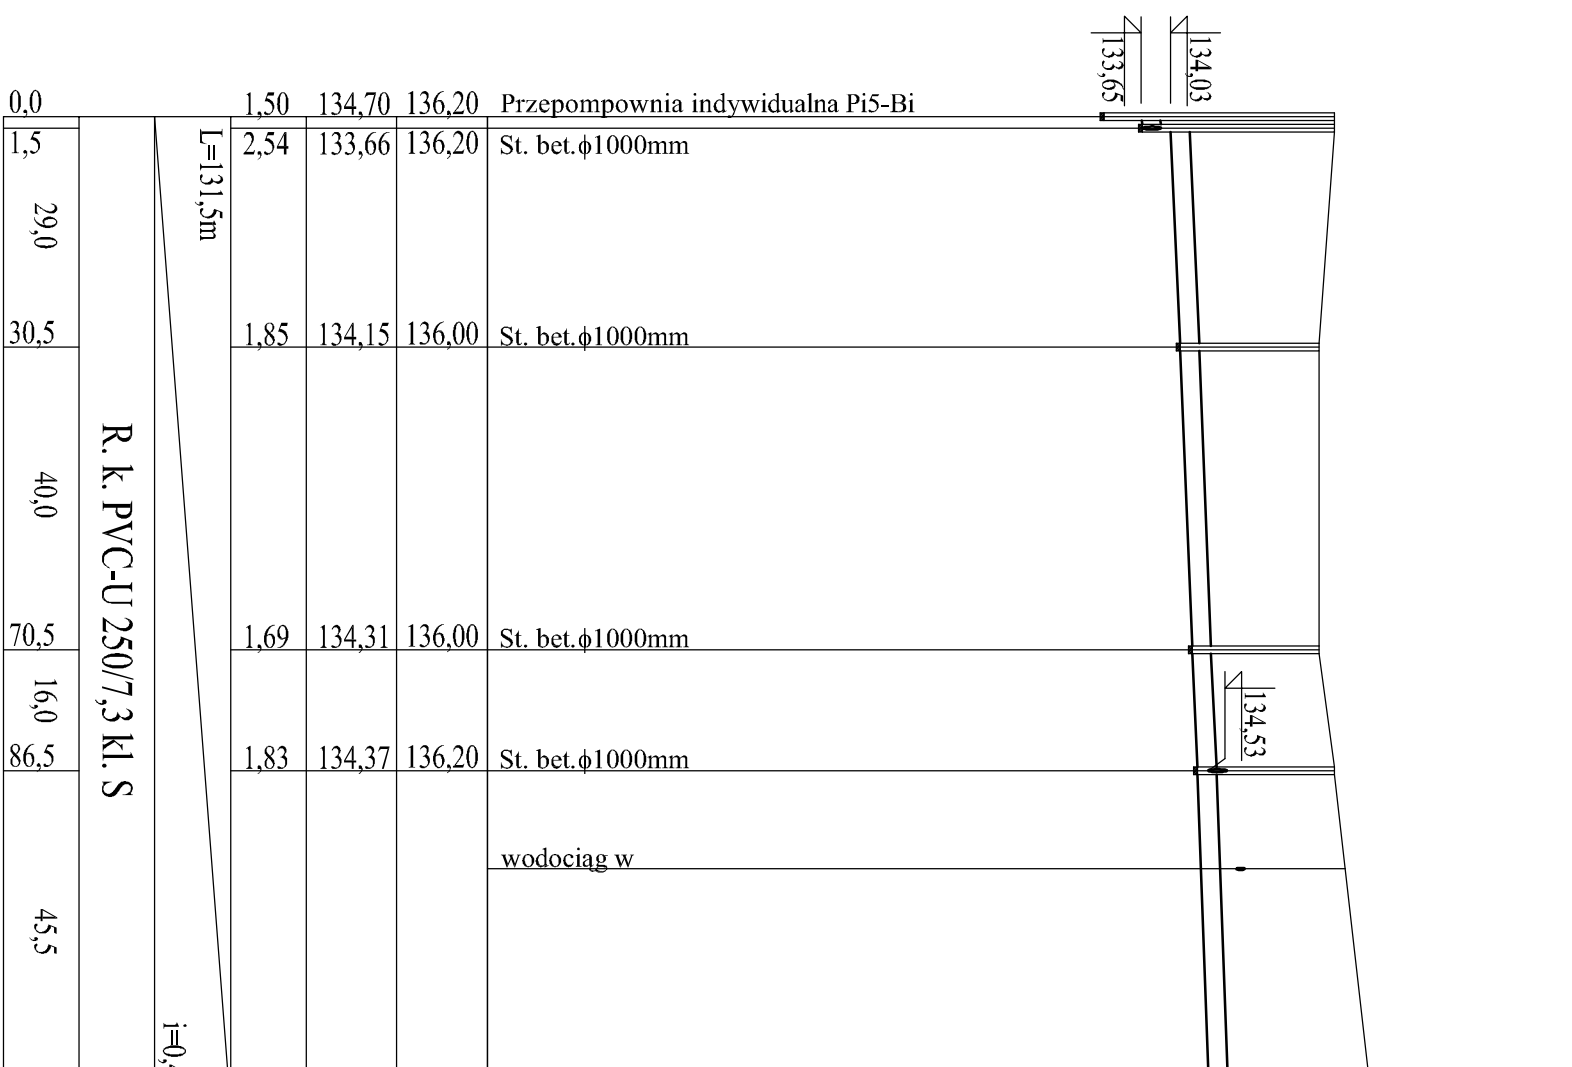 133,65
134,03
0,0
1,50 134,70 136,20 Przepompownia indywidualna Pi5-Bi
1,5
2,54 133,66 136,20 St. bet.ϕ1000mm
L=131,5m
29,0
30,5
1,85 134,15 136,00 St. bet.ϕ1000mm
R. k. PVC-U 250/7,3 kl. S
40,0
70,5
1,69 134,31 136,00 St. bet.ϕ1000mm
16,0
134,53
86,5
1,83 134,37 136,20 St. bet.ϕ1000mm
wodociąg w
45,5